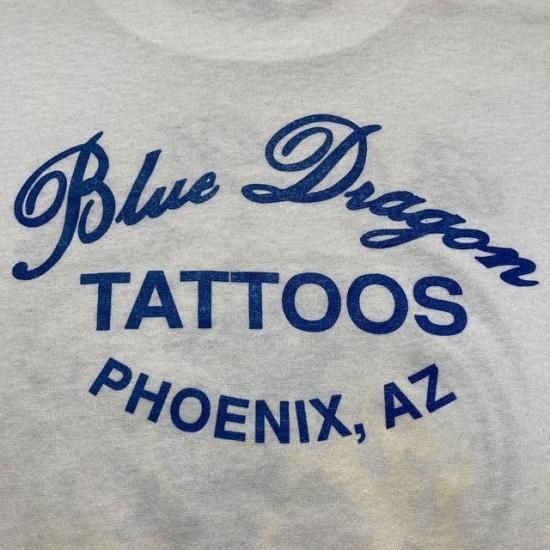 Blue Dragon
TATTOOS
PHOENIX, AZ